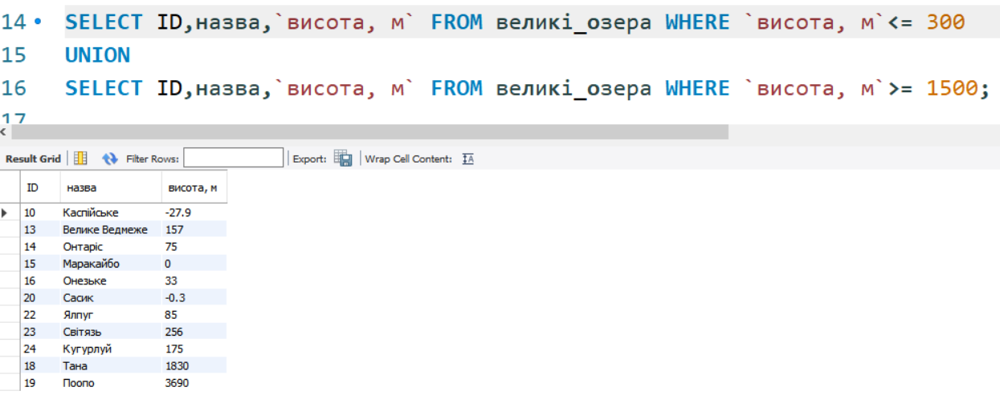 14 SELECT ID,назва,`висота, м` FROM великі_озера WHERE `висота, м`<= 300
15 UNION
16 SELECT ID,назва,`висота, м` FROM великі_озера WHERE `висота, м`>= 1500;
17
Result Grid Filter Rows: Export: Wrap Cell Content: IA
ID назва висота, м
10 Каспійське -27.9
13 Велике Ведмеже 157
14 Онтаріс 75
15 Маракайбо 0
16 Онезьке 33
20 Сасик -0.3
22 Ялпуг 85
23 Світязь 256
24 Кугурлуй 175
18 Тана 1830
19 Поопо 3690